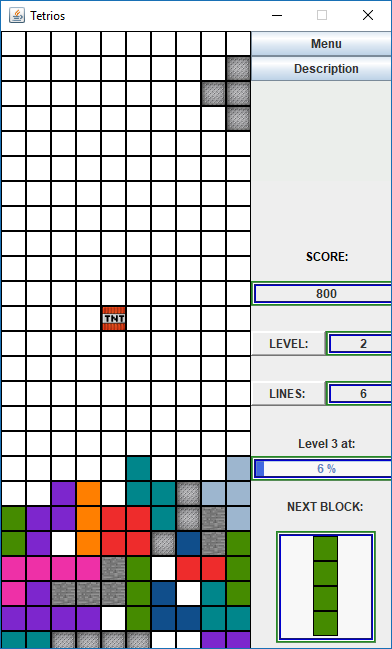 Tetrios
Menu
Description
SCORE:
800
TNT
LEVEL: 2
LINES: 6
Level 3 at:
6 %
NEXT BLOCK: